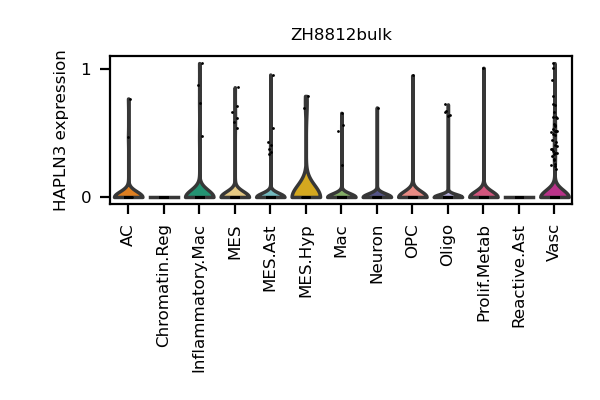 ZH8812bulk
HAPLN3 expression
1
0
AC
Chromatin.Reg
Inflammatory.Mac
MES
MES.Ast
MES.Hyp
Mac
Neuron
OPC
Oligo
Prolif.Metab
Reactive.Ast
Vasc